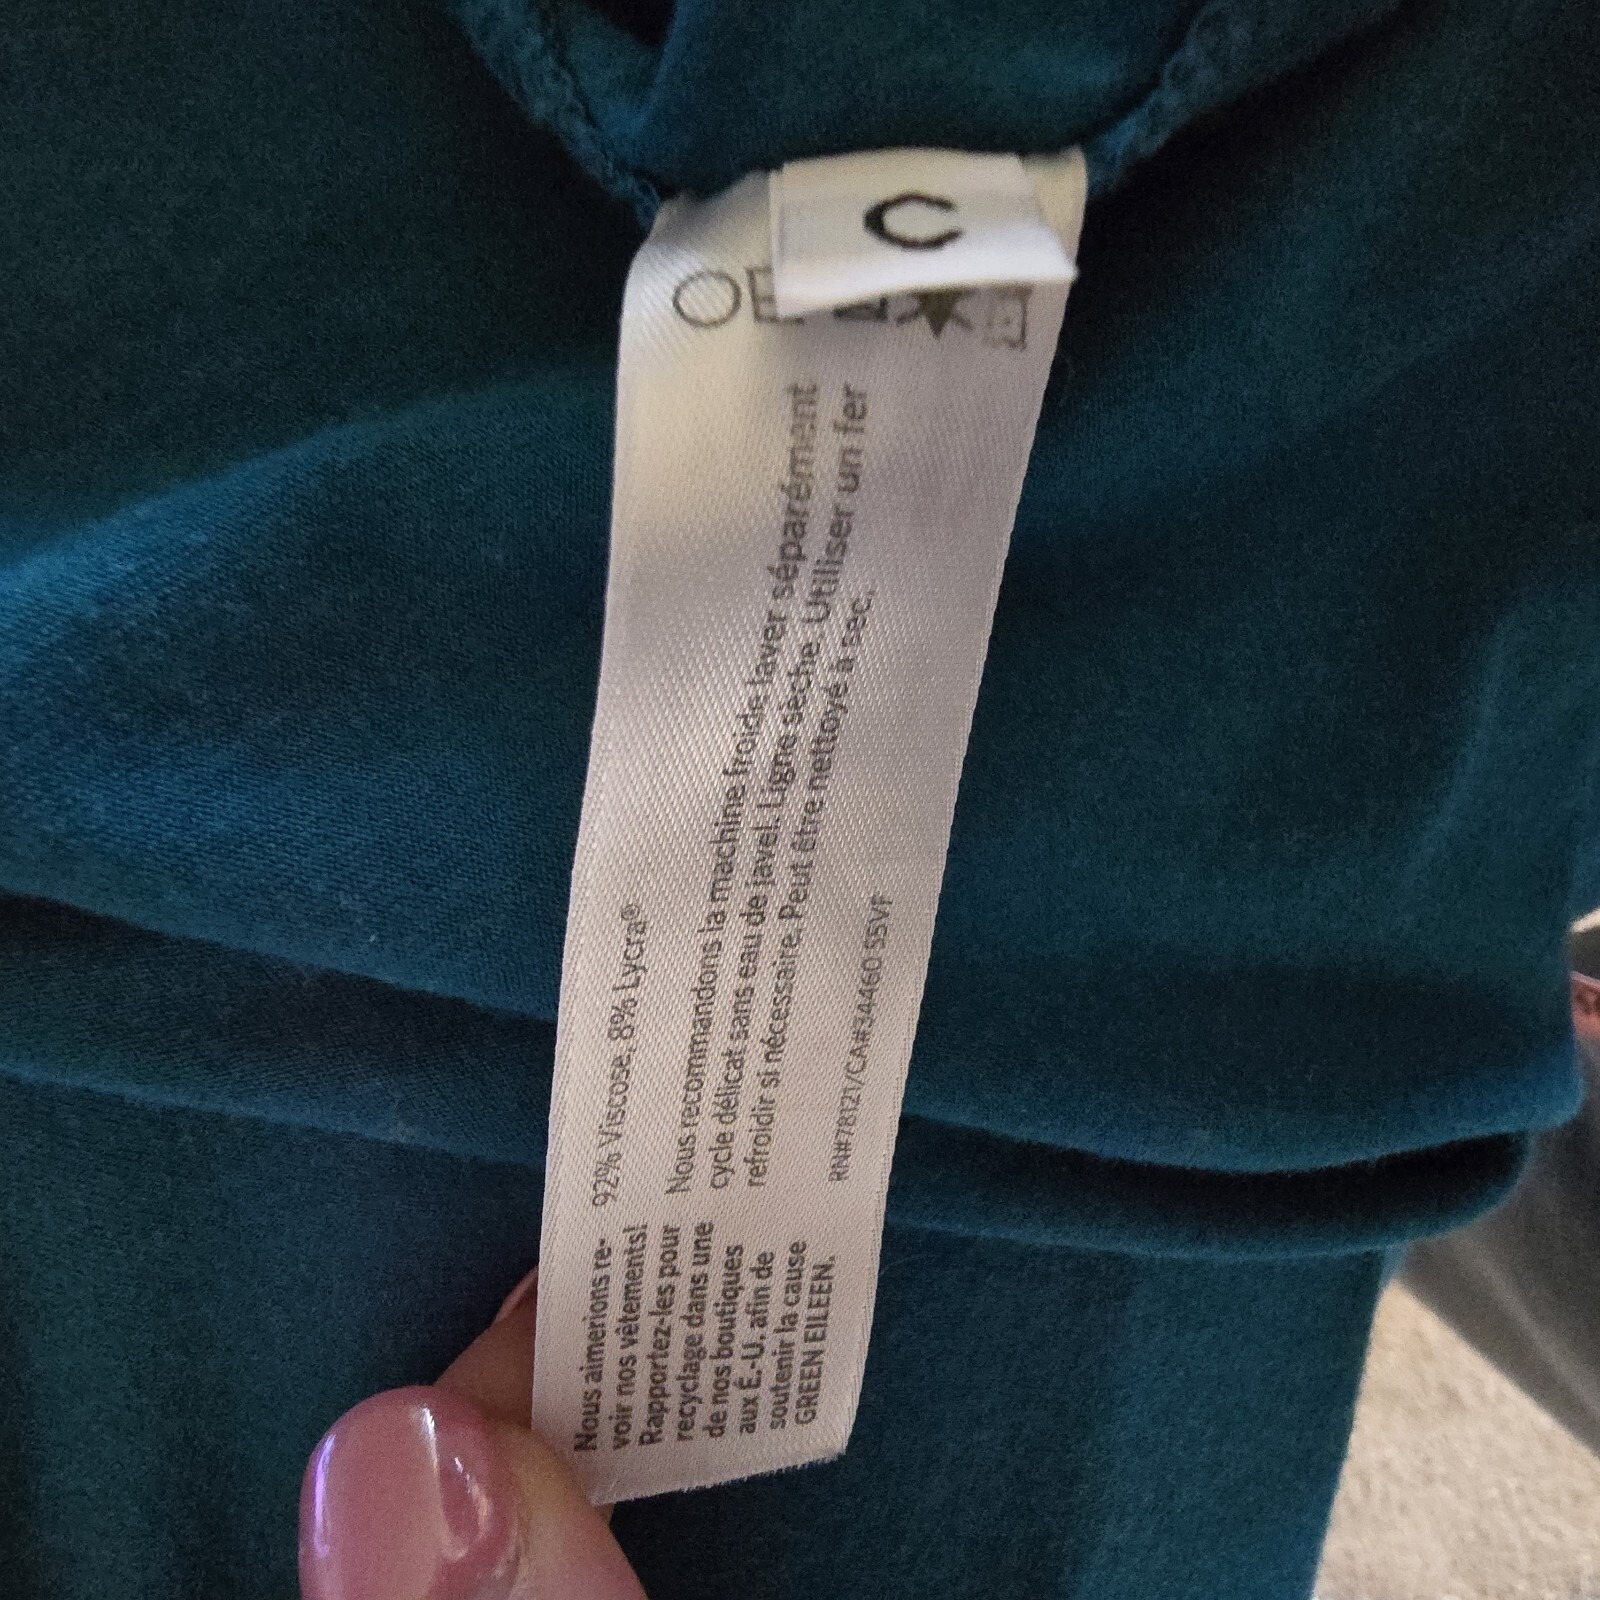 C
92% Viscose, 8% Lycra®
Nous recommandons la machine froide laver séparément
cycle délicat sans eau de javel. Ligne sèche. Utiliser un fer
refroidir si nécessaire. Peut être nettoyé à sec.
RN#78121/CA#34460 S5VF
Nous aimerions re-
voir nos vêtements!
Rapportez-les pour
recyclage dans une
de nos boutiques
aux É.-U. afin de
soutenir la cause
GREEN EILEEN.